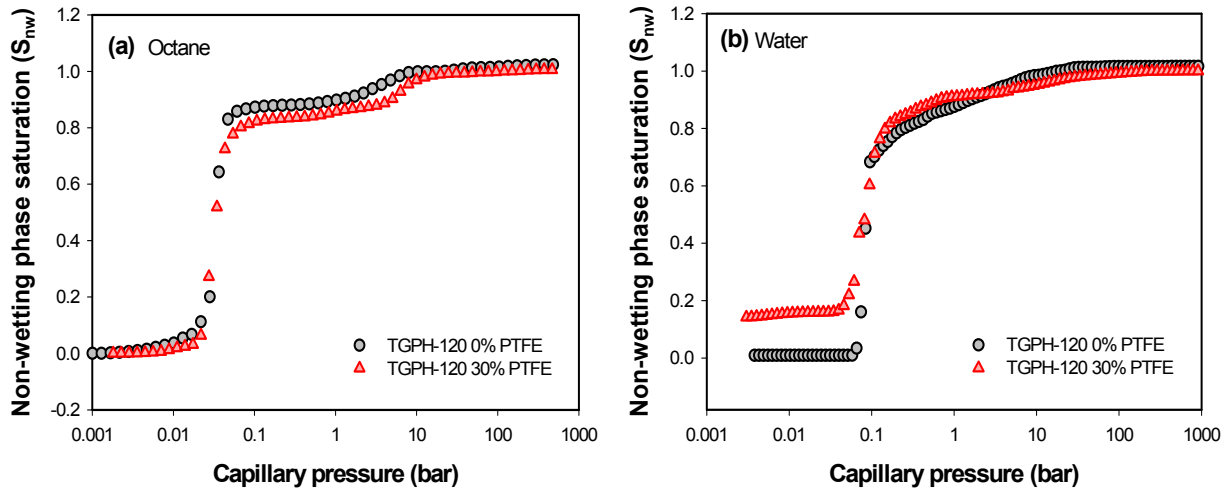 1.2
1.0
0.8
0.6
0.4
0.2
0.0
-0.2
Non-wetting phase saturation (Snw)
(a) Octane
TGPH-120 0% PTFE
TGPH-120 30% PTFE
0.001 0.01 0.1 1 10 100 1000
Capillary pressure (bar)
1.2
1.0
0.8
0.6
0.4
0.2
0.0
Non-wetting phase saturation (Snw)
(b) Water
TGPH-120 0% PTFE
TGPH-120 30% PTFE
0.001 0.01 0.1 1 10 100 1000
Capillary pressure (bar)